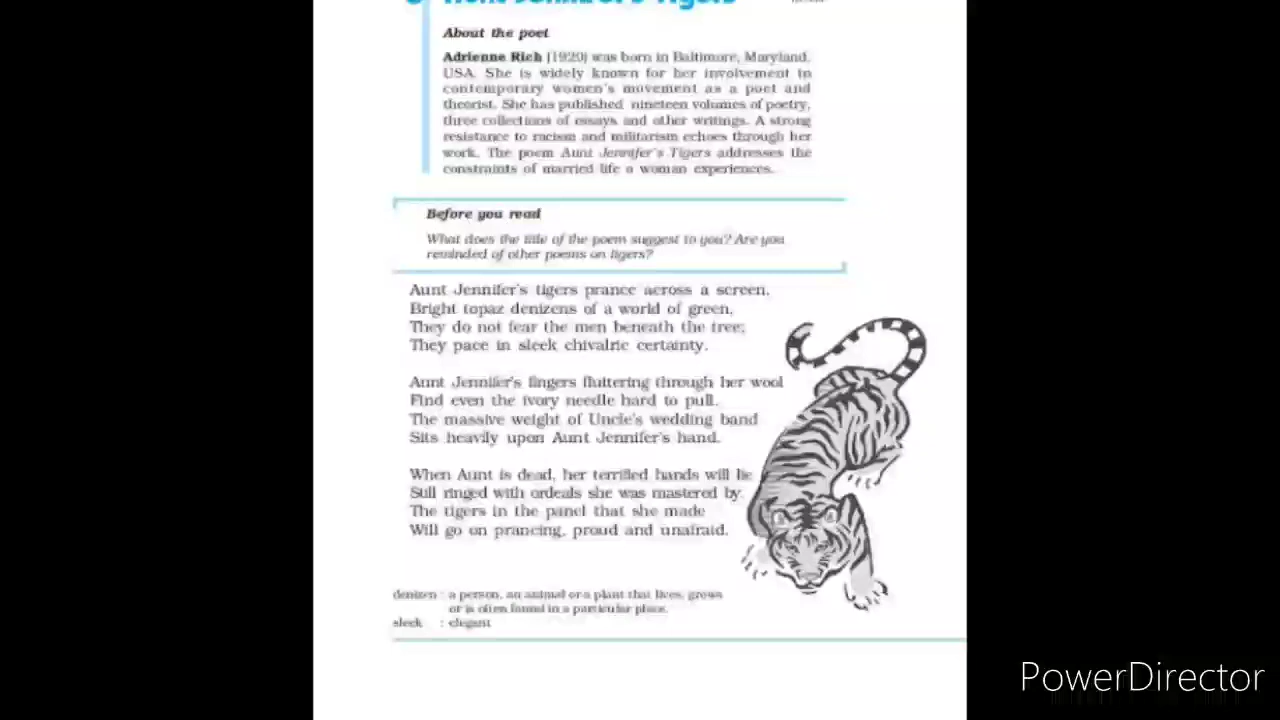 About the poet
Adrienne Rich (1920) was born in Baltimore, Maryland,
USA. She is widely known for her involvement in
contemporary women's movement as a poet and
theorist. She has published nineteen volumes of poetry,
three collections of essays and other writings. A strong
resistance to racism and militarism echoes through her
work. The poem Aunt Jennifer's Tigers addresses the
constraints of married life a woman experiences.
Before you read
What does the title of the poem suggest to you? Are you
reminded of other poems on tigers?
Aunt Jennifer's tigers prance across a screen,
Bright topaz denizens of a world of green.
They do not fear the men beneath the tree;
They pace in sleek chivalric certainty.
Aunt Jennifer's fingers fluttering through her wool
Find even the ivory needle hard to pull.
The massive weight of Uncle's wedding band
Sits heavily upon Aunt Jennifer's hand.
When Aunt is dead, her terrified hands will lie
Still ringed with ordeals she was mastered by.
The tigers in the panel that she made
Will go on prancing, proud and unafraid.
denizen : a person, an animal or a plant that lives, grows
or is often found in a particular place.
sleek : elegant
PowerDirector